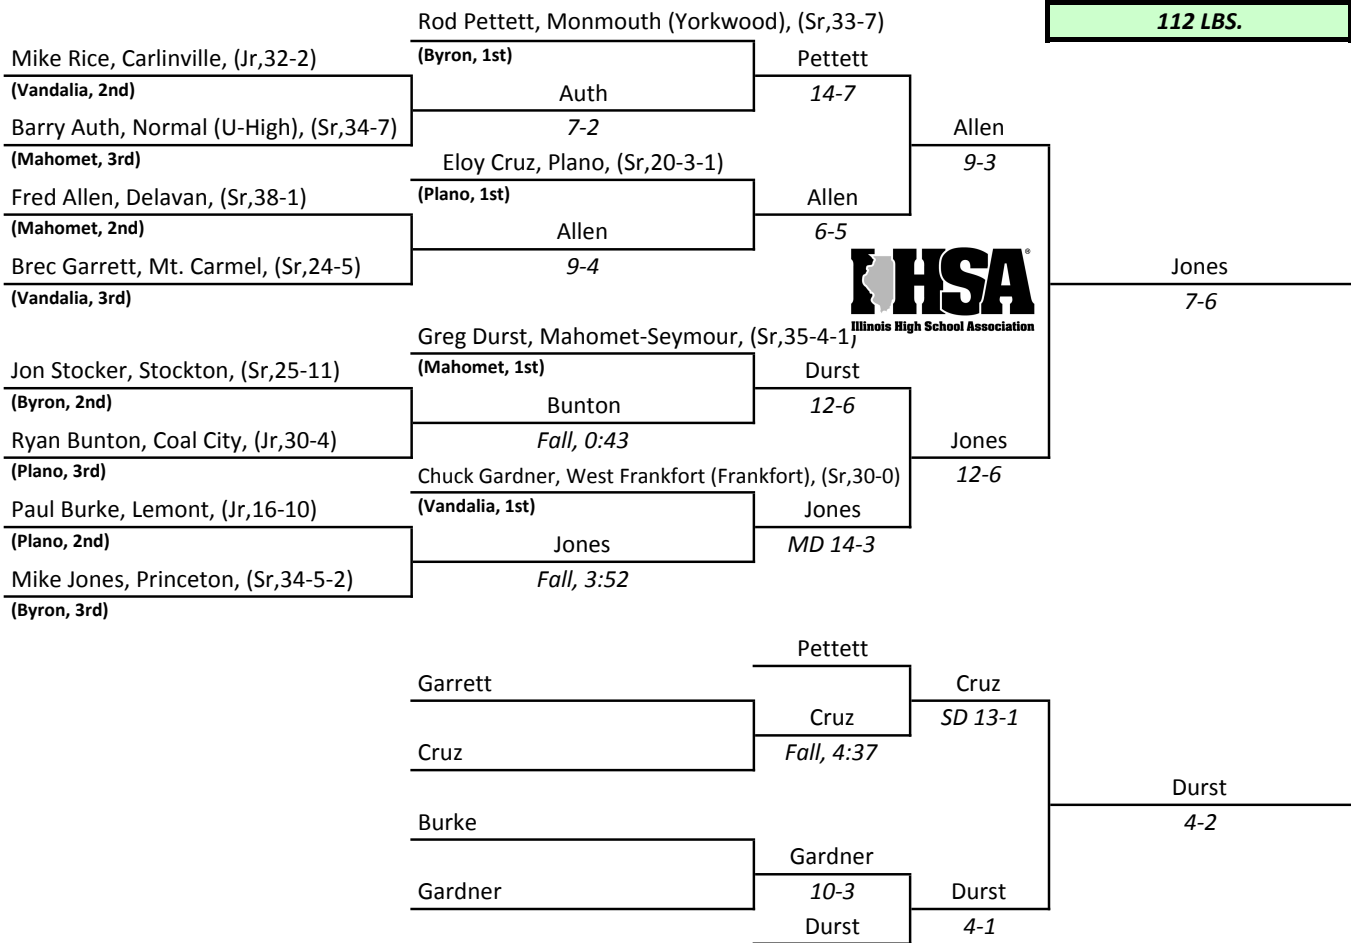 Rod Pettett, Monmouth (Yorkwood), (Sr,33-7)
112 LBS.
Mike Rice, Carlinville, (Jr,32-2)
(Byron, 1st)
Pettett
(Vandalia, 2nd)
Auth
14-7
Barry Auth, Normal (U-High), (Sr,34-7)
7-2
Allen
(Mahomet, 3rd)
Eloy Cruz, Plano, (Sr,20-3-1)
9-3
Fred Allen, Delavan, (Sr,38-1)
(Plano, 1st)
Allen
(Mahomet, 2nd)
Allen
6-5
Brec Garrett, Mt. Carmel, (Sr,24-5)
9-4
IHSA®
Jones
(Vandalia, 3rd)
7-6
Illinois High School Association
Greg Durst, Mahomet-Seymour, (Sr,35-4-1)
Jon Stocker, Stockton, (Sr,25-11)
(Mahomet, 1st)
Durst
(Byron, 2nd)
Bunton
12-6
Ryan Bunton, Coal City, (Jr,30-4)
Fall, 0:43
Jones
(Plano, 3rd)
Chuck Gardner, West Frankfort (Frankfort), (Sr,30-0)
12-6
Paul Burke, Lemont, (Jr,16-10)
(Vandalia, 1st)
Jones
(Plano, 2nd)
Jones
MD 14-3
Mike Jones, Princeton, (Sr,34-5-2)
Fall, 3:52
(Byron, 3rd)
Pettett
Garrett
Cruz
Cruz
SD 13-1
Cruz
Fall, 4:37
Durst
Burke
4-2
Gardner
Gardner
10-3
Durst
Durst
4-1